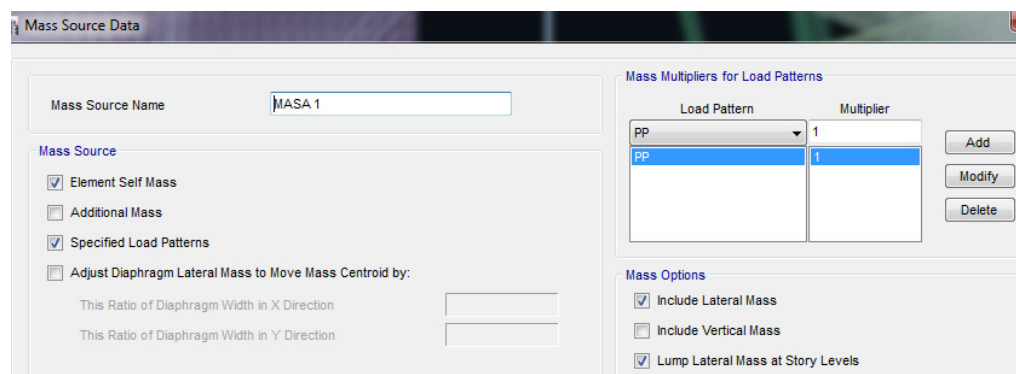 Mass Source Data
Mass Source Name
MASA 1
Mass Source
Element Self Mass
Additional Mass
Specified Load Patterns
Adjust Diaphragm Lateral Mass to Move Mass Centroid by:
This Ratio of Diaphragm Width in X Direction
This Ratio of Diaphragm Width in Y Direction
Mass Multipliers for Load Patterns
Load Pattern Multiplier
PP 1
PP 1
Add
Modify
Delete
Mass Options
Include Lateral Mass
Include Vertical Mass
Lump Lateral Mass at Story Levels